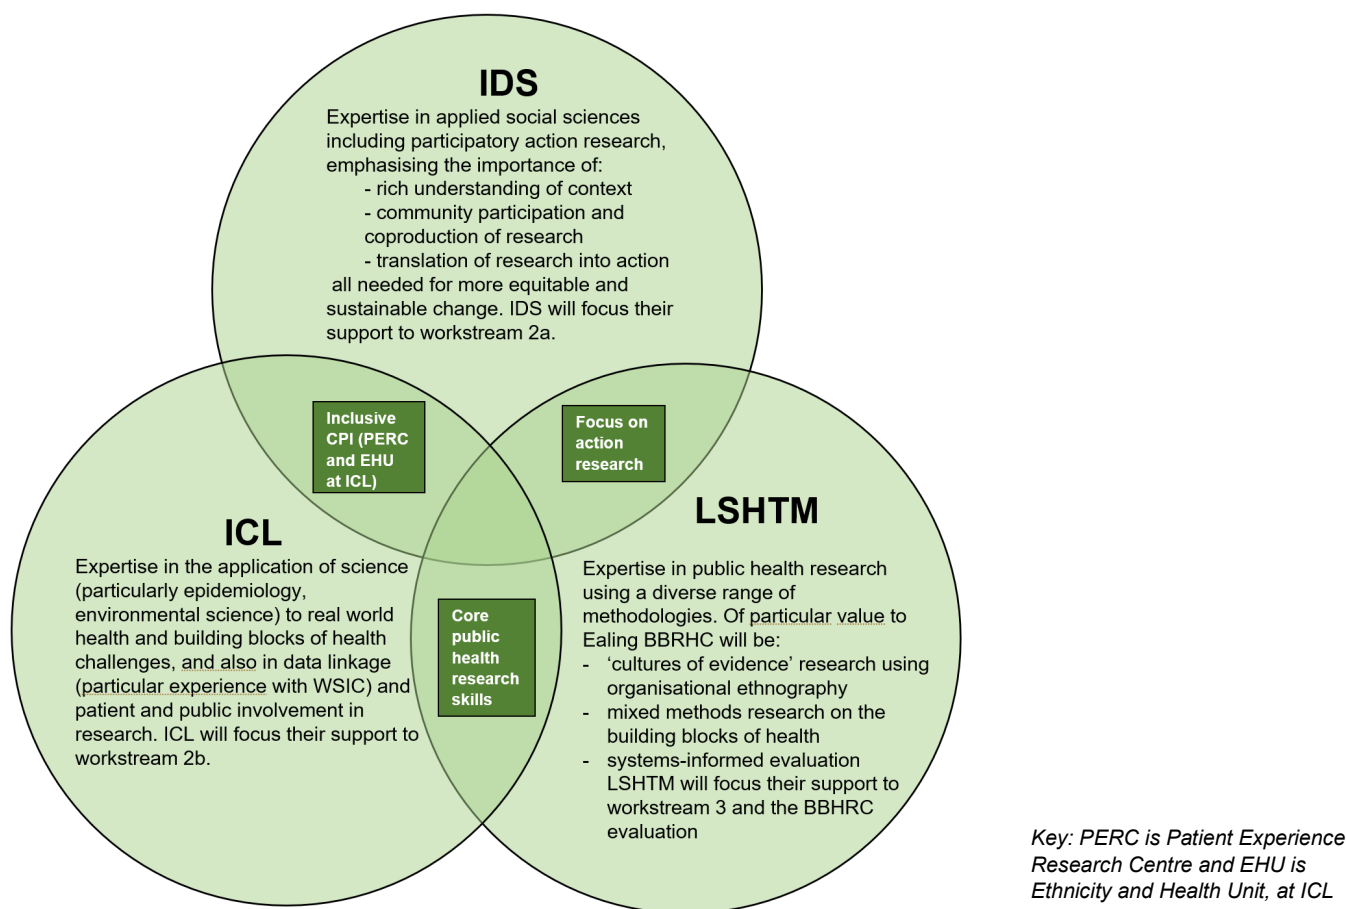 IDS
Expertise in applied social sciences
including participatory action research,
emphasising the importance of:
- rich understanding of context
- community participation and
coproduction of research
- translation of research into action
all needed for more equitable and
sustainable change. IDS will focus their
support to workstream 2a.
Inclusive
CPI (PERC
and EHU
at ICL)
Focus on
action
research
ICL
Expertise in the application of science
(particularly epidemiology,
environmental science) to real world
health and building blocks of health
challenges, and also in data linkage
(particular experience with WSIC) and
patient and public involvement in
research. ICL will focus their support to
workstream 2b.
Core
public
health
research
skills
LSHTM
Expertise in public health research
using a diverse range of
methodologies. Of particular value to
Ealing BBRHC will be:
- ‘cultures of evidence’ research using
organisational ethnography
- mixed methods research on the
building blocks of health
- systems-informed evaluation
LSHTM will focus their support to
workstream 3 and the BBHRC
evaluation
Key: PERC is Patient Experience
Research Centre and EHU is
Ethnicity and Health Unit, at ICL